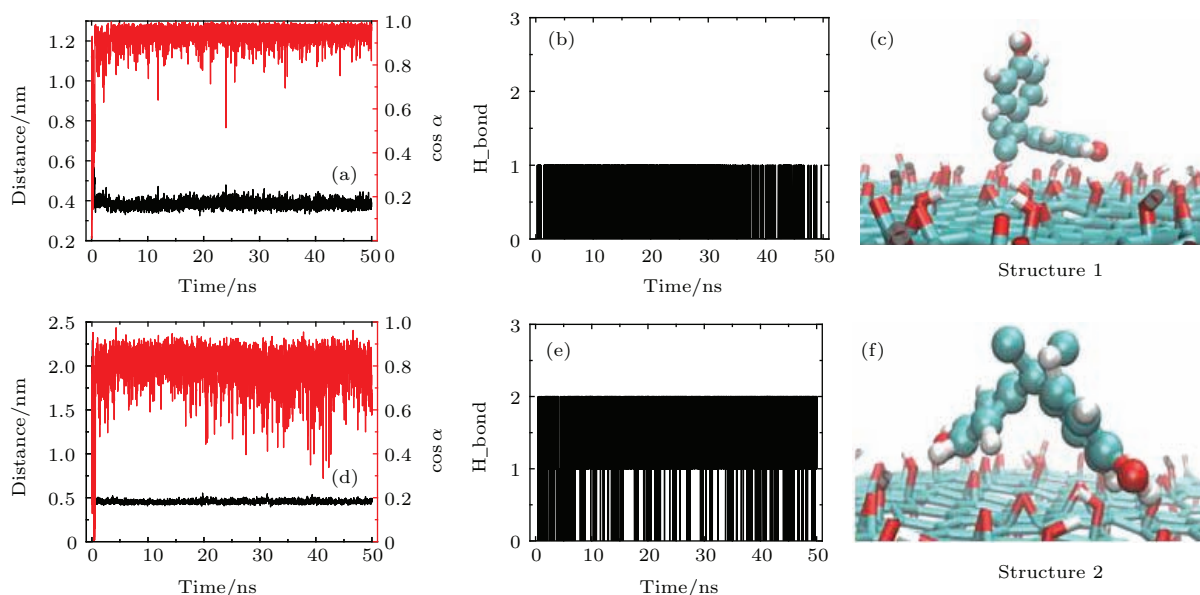 1.2
1.0
0.8
0.6
0.4
0.2
Distance/nm
1.0
0.8
0.6
0.4
0.2
0
cos α
(a)
0 10 20 30 40 50
Time/ns
3
2
1
0
H_bond
(b)
0 10 20 30 40 50
Time/ns
(c)
Structure 1
2.5
2.0
1.5
1.0
0.5
0
Distance/nm
1.0
0.8
0.6
0.4
0.2
0
cos α
(d)
0 10 20 30 40 50
Time/ns
3
2
1
0
H_bond
(e)
0 10 20 30 40 50
Time/ns
(f)
Structure 2